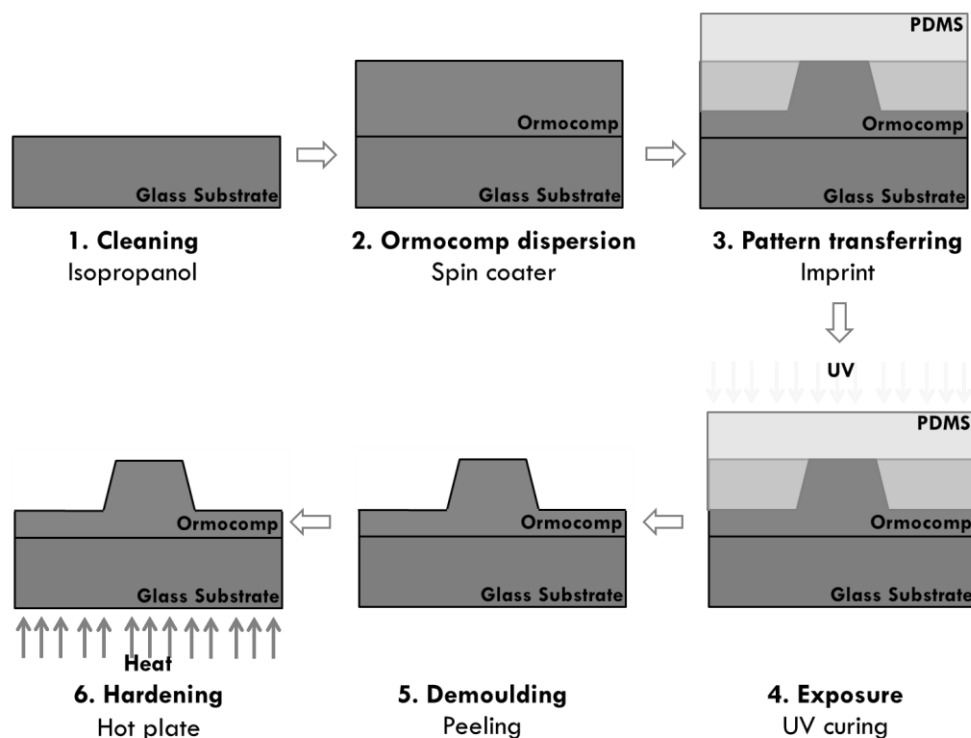 Glass Substrate
1. Cleaning
Isopropanol
Ormocomp
Glass Substrate
2. Ormocomp dispersion
Spin coater
PDMS
Ormocomp
Glass Substrate
3. Pattern transferring
Imprint
UV
PDMS
Ormocomp
Glass Substrate
4. Exposure
UV curing
Ormocomp
Glass Substrate
5. Demoulding
Peeling
Ormocomp
Glass Substrate
Heat
6. Hardening
Hot plate